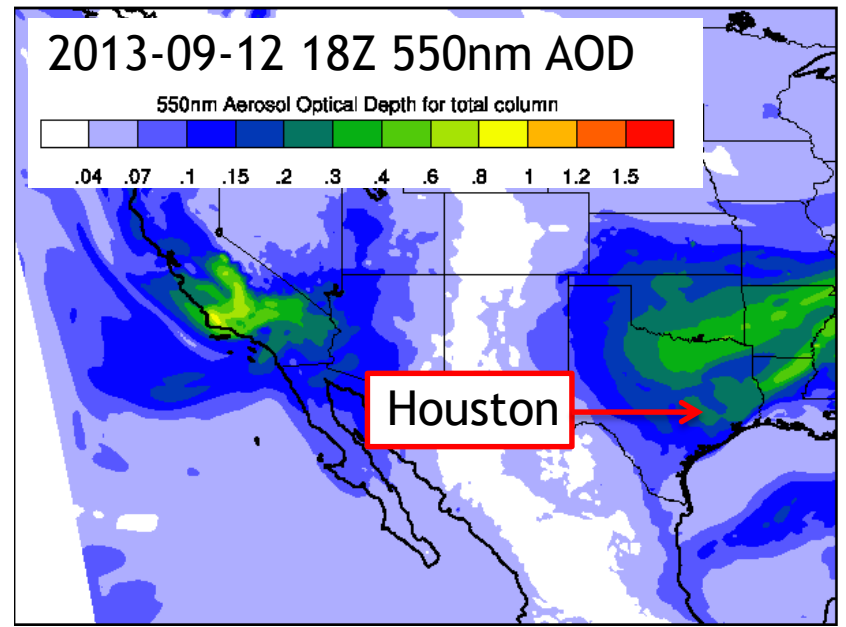 2013-09-12 18Z 550nm AOD
550nm Aerosol Optical Depth for total column
.04 .07 .1 .15 .2 .3 .4 .6 .8 1 1.2 1.5
Houston